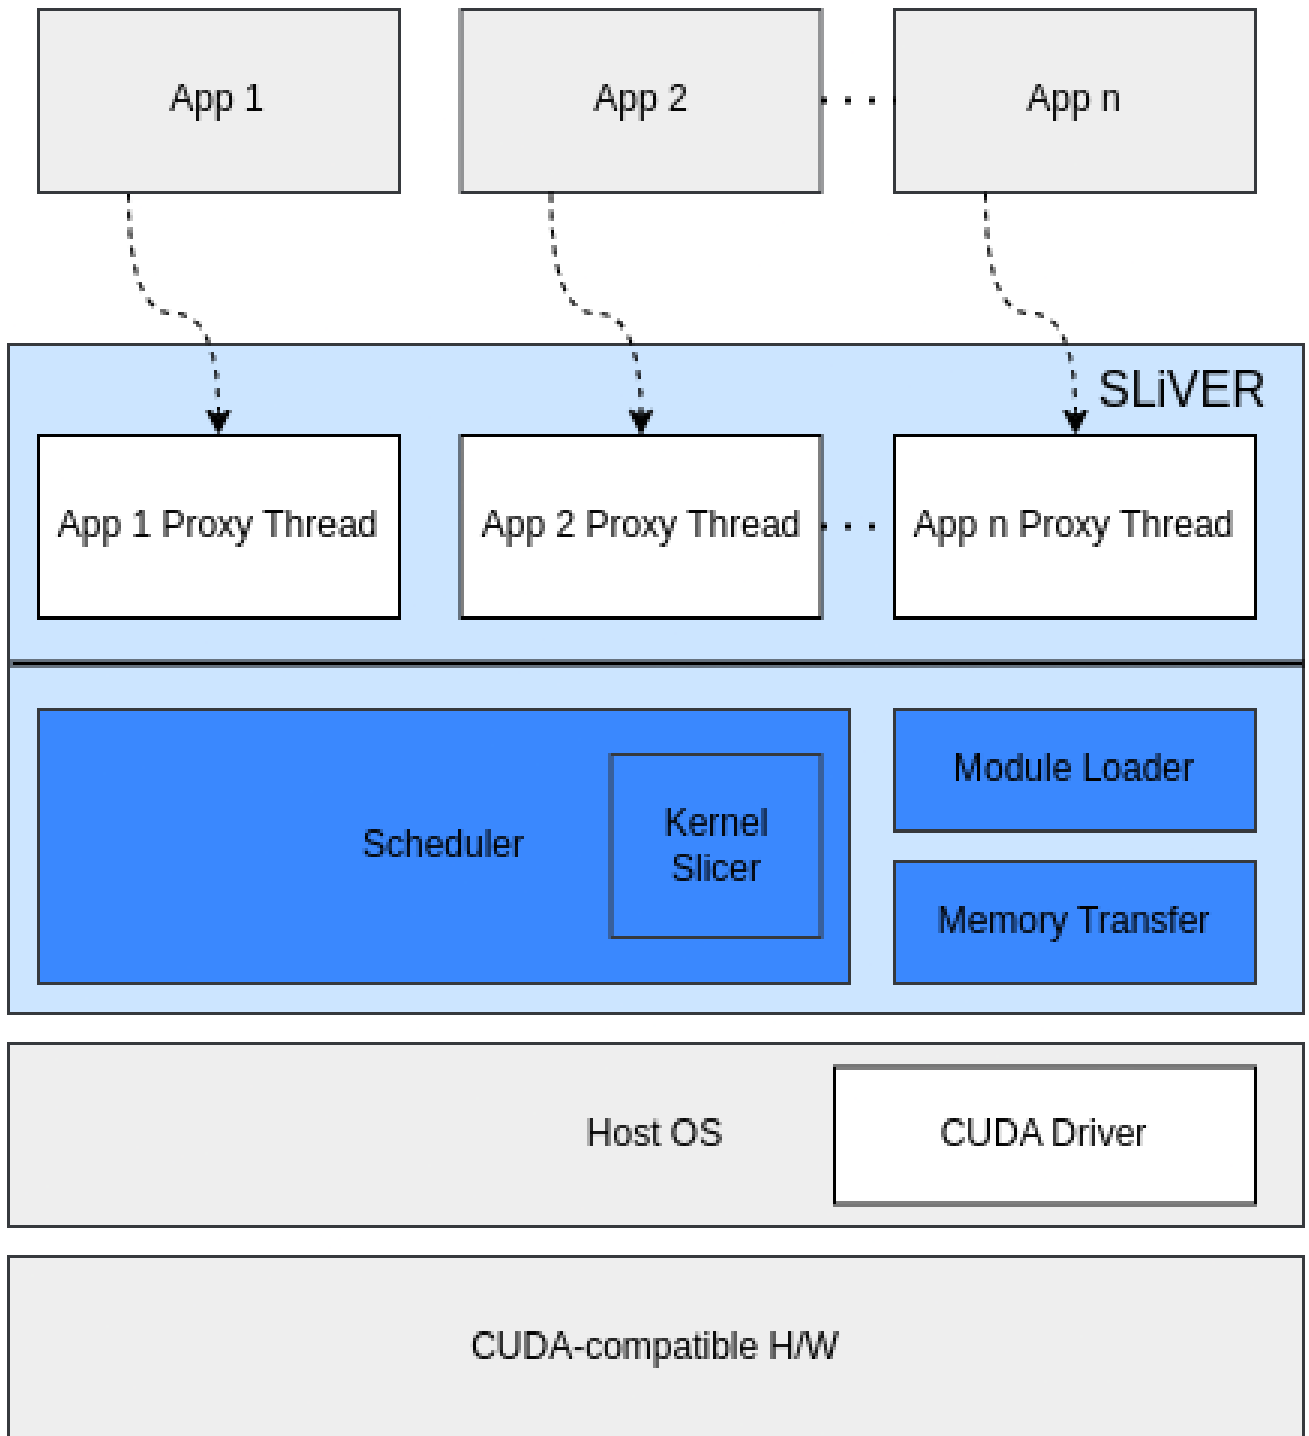 App 1
App 2
App n
SLiVER
App 1 Proxy Thread
App 2 Proxy Thread
App n Proxy Thread
Scheduler
Kernel
Slicer
Module Loader
Memory Transfer
Host OS
CUDA Driver
CUDA-compatible H/W